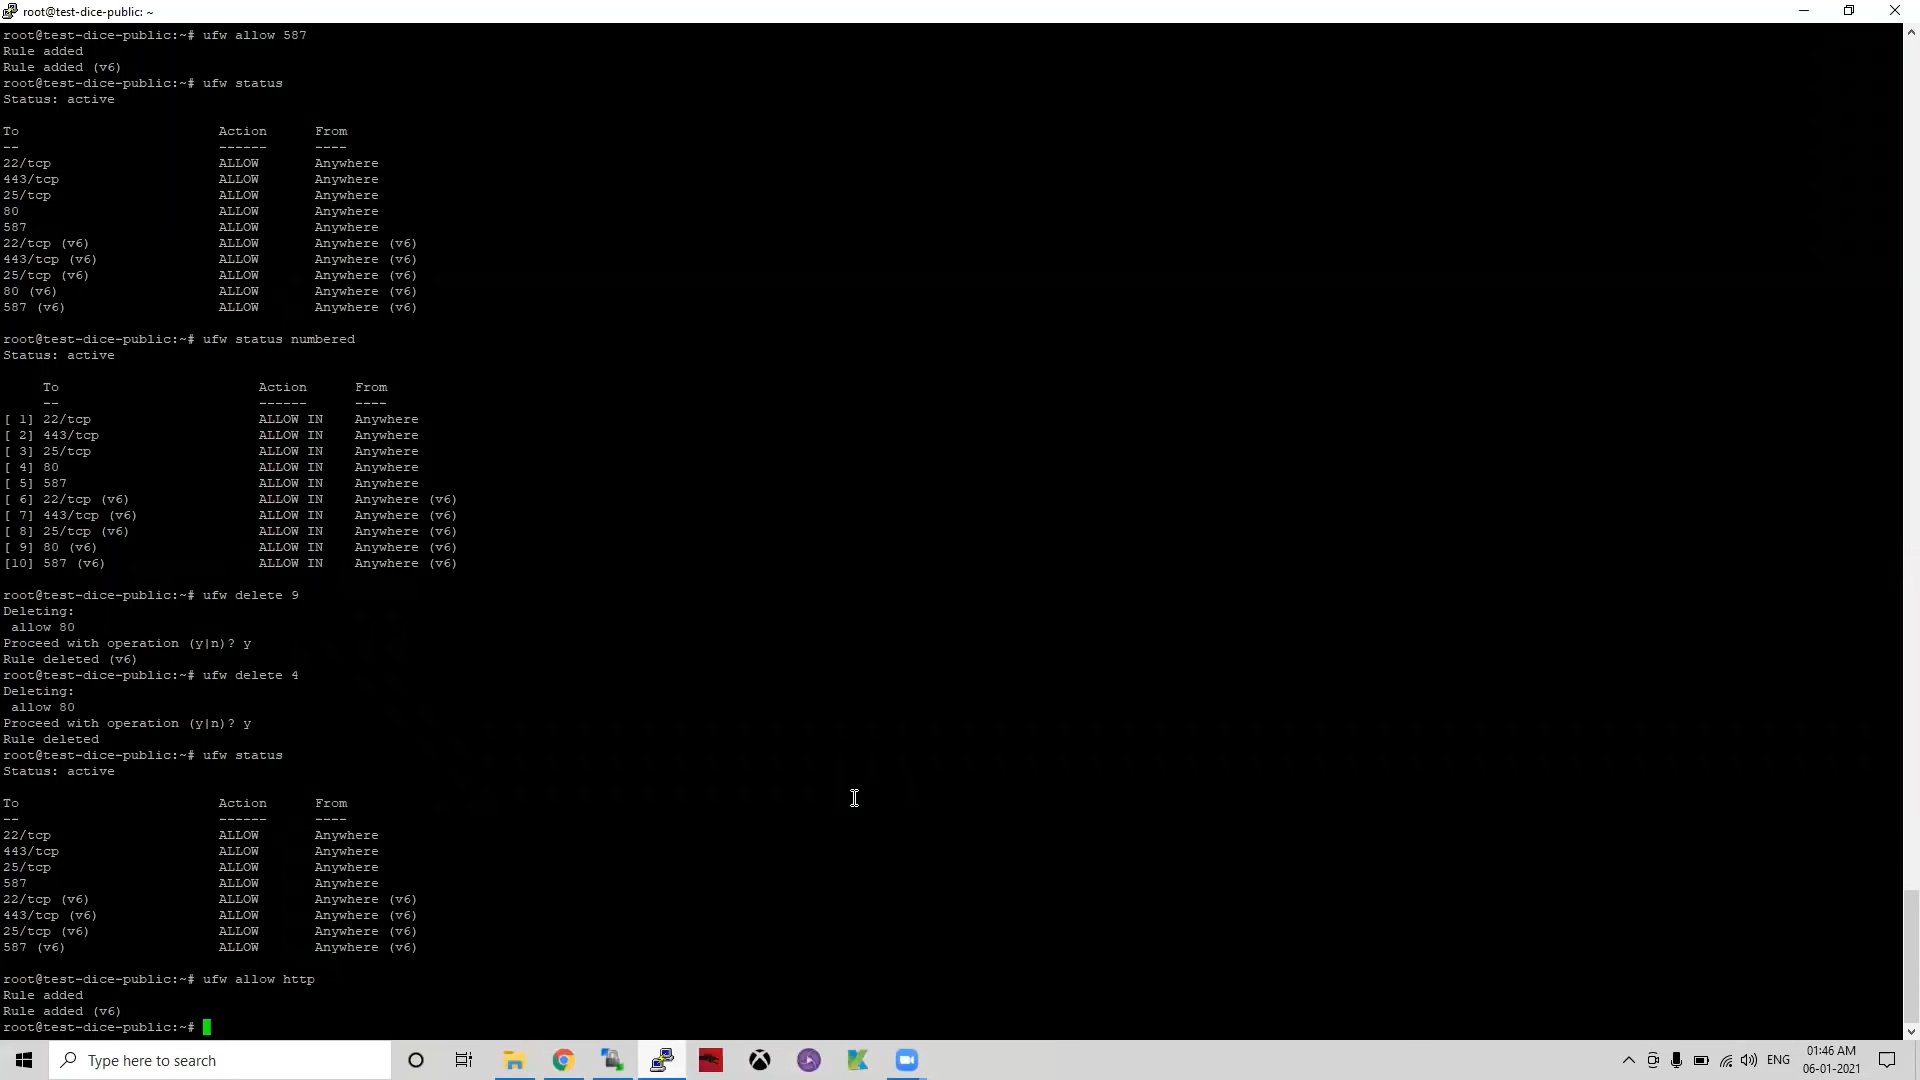 root@test-dice-public: ~
root@test-dice-public:~# ufw allow 587
Rule added
Rule added (v6)
root@test-dice-public:~# ufw status
Status: active
To                         Action      From
--                         ------      ----
22/tcp                     ALLOW       Anywhere
443/tcp                    ALLOW       Anywhere
25/tcp                     ALLOW       Anywhere
80                         ALLOW       Anywhere
587                        ALLOW       Anywhere
22/tcp (v6)                ALLOW       Anywhere (v6)
443/tcp (v6)               ALLOW       Anywhere (v6)
25/tcp (v6)                ALLOW       Anywhere (v6)
80 (v6)                    ALLOW       Anywhere (v6)
587 (v6)                   ALLOW       Anywhere (v6)
root@test-dice-public:~# ufw status numbered
Status: active
     To                         Action      From
     --                         ------      ----
[ 1] 22/tcp                     ALLOW IN    Anywhere
[ 2] 443/tcp                    ALLOW IN    Anywhere
[ 3] 25/tcp                     ALLOW IN    Anywhere
[ 4] 80                         ALLOW IN    Anywhere
[ 5] 587                        ALLOW IN    Anywhere
[ 6] 22/tcp (v6)                ALLOW IN    Anywhere (v6)
[ 7] 443/tcp (v6)               ALLOW IN    Anywhere (v6)
[ 8] 25/tcp (v6)                ALLOW IN    Anywhere (v6)
[ 9] 80 (v6)                    ALLOW IN    Anywhere (v6)
[10] 587 (v6)                   ALLOW IN    Anywhere (v6)
root@test-dice-public:~# ufw delete 9
Deleting:
 allow 80
Proceed with operation (y|n)? y
Rule deleted (v6)
root@test-dice-public:~# ufw delete 4
Deleting:
 allow 80
Proceed with operation (y|n)? y
Rule deleted
root@test-dice-public:~# ufw status
Status: active
To                         Action      From
--                         ------      ----
22/tcp                     ALLOW       Anywhere
443/tcp                    ALLOW       Anywhere
25/tcp                     ALLOW       Anywhere
587                        ALLOW       Anywhere
22/tcp (v6)                ALLOW       Anywhere (v6)
443/tcp (v6)               ALLOW       Anywhere (v6)
25/tcp (v6)                ALLOW       Anywhere (v6)
587 (v6)                   ALLOW       Anywhere (v6)
root@test-dice-public:~# ufw allow http
Rule added
Rule added (v6)
root@test-dice-public:~#
Type here to search
ENG
01:46 AM
06-01-2021